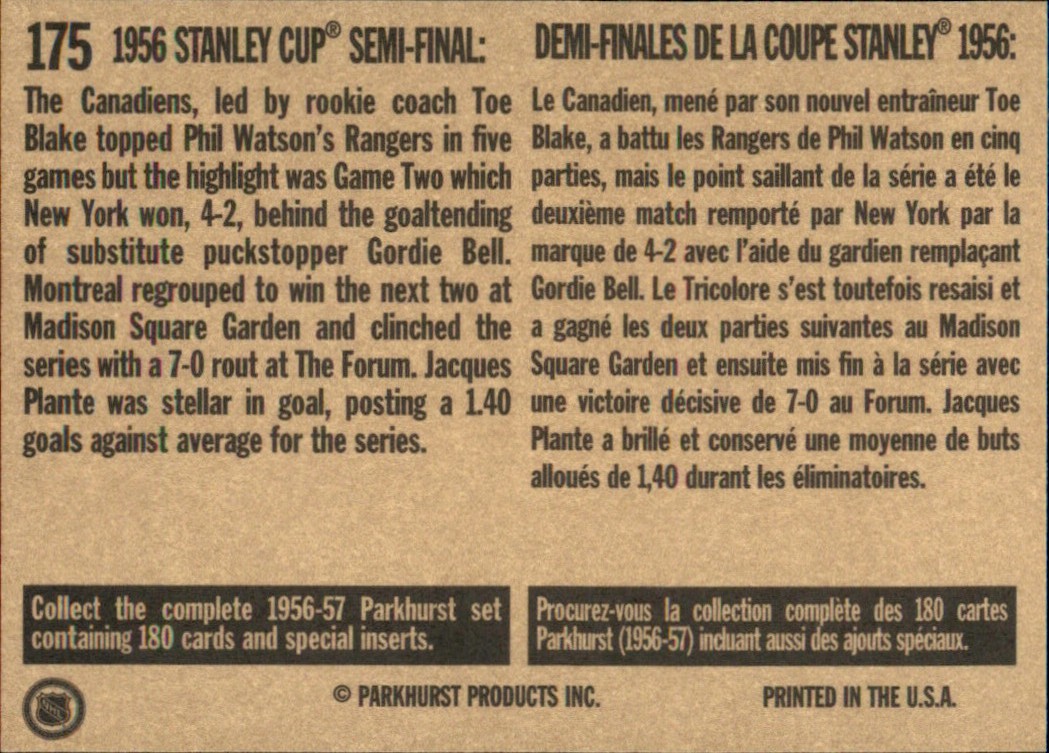 175 1956 STANLEY CUP® SEMI-FINAL:
The Canadiens, led by rookie coach Toe
Blake topped Phil Watson's Rangers in five
games but the highlight was Game Two which
New York won, 4-2, behind the goaltending
of substitute puckstopper Gordie Bell.
Montreal regrouped to win the next two at
Madison Square Garden and clinched the
series with a 7-0 rout at The Forum. Jacques
Plante was stellar in goal, posting a 1.40
goals against average for the series.
DEMI-FINALES DE LA COUPE STANLEY® 1956:
Le Canadien, mené par son nouvel entraîneur Toe
Blake, a battu les Rangers de Phil Watson en cinq
parties, mais le point saillant de la série a été le
deuxième match remporté par New York par la
marque de 4-2 avec l'aide du gardien remplaçant
Gordie Bell. Le Tricolore s'est toutefois resaisi et
a gagné les deux parties suivantes au Madison
Square Garden et ensuite mis fin à la série avec
une victoire décisive de 7-0 au Forum. Jacques
Plante a brillé et conservé une moyenne de buts
alloués de 1,40 durant les éliminatoires.
Collect the complete 1956-57 Parkhurst set
containing 180 cards and special inserts.
Procurez-vous la collection complète des 180 cartes
Parkhurst (1956-57) incluant aussi des ajouts spéciaux.
NHL
© PARKHURST PRODUCTS INC.
PRINTED IN THE U.S.A.